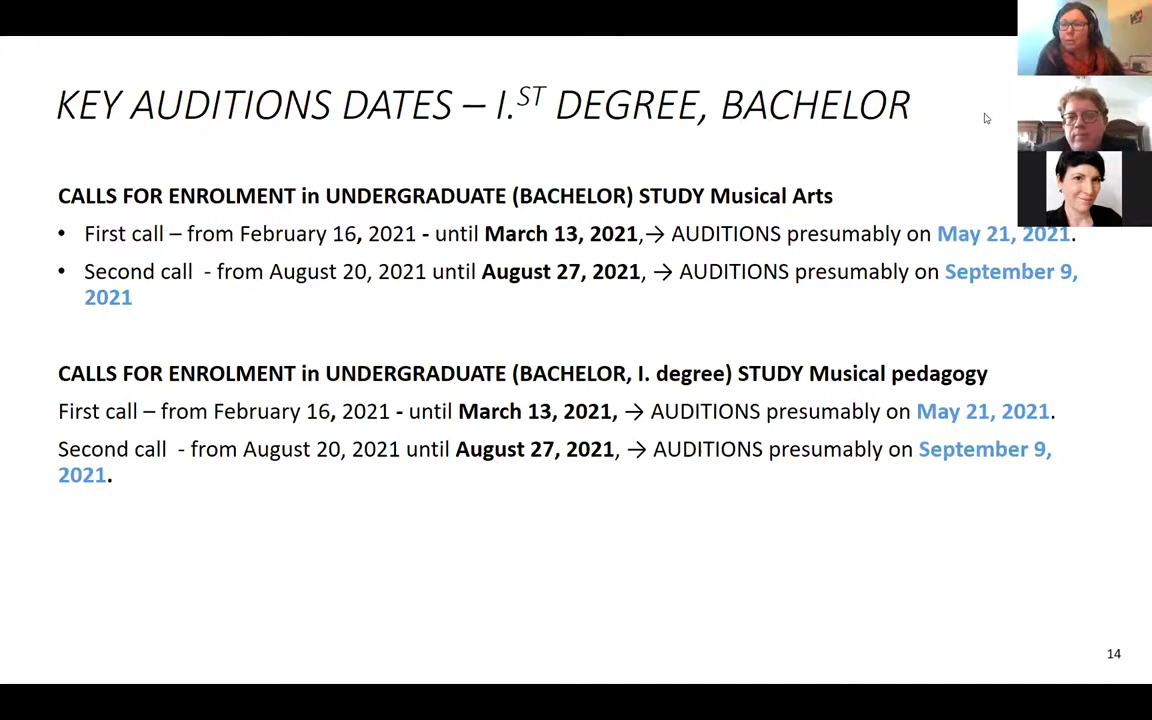 KEY AUDITIONS DATES – I.ST DEGREE, BACHELOR
CALLS FOR ENROLMENT in UNDERGRADUATE (BACHELOR) STUDY Musical Arts
• First call – from February 16, 2021 - until March 13, 2021,→ AUDITIONS presumably on May 21, 2021.
• Second call - from August 20, 2021 until August 27, 2021, → AUDITIONS presumably on September 9,
2021
CALLS FOR ENROLMENT in UNDERGRADUATE (BACHELOR, I. degree) STUDY Musical pedagogy
First call – from February 16, 2021 - until March 13, 2021, → AUDITIONS presumably on May 21, 2021.
Second call - from August 20, 2021 until August 27, 2021, → AUDITIONS presumably on September 9,
2021.
14